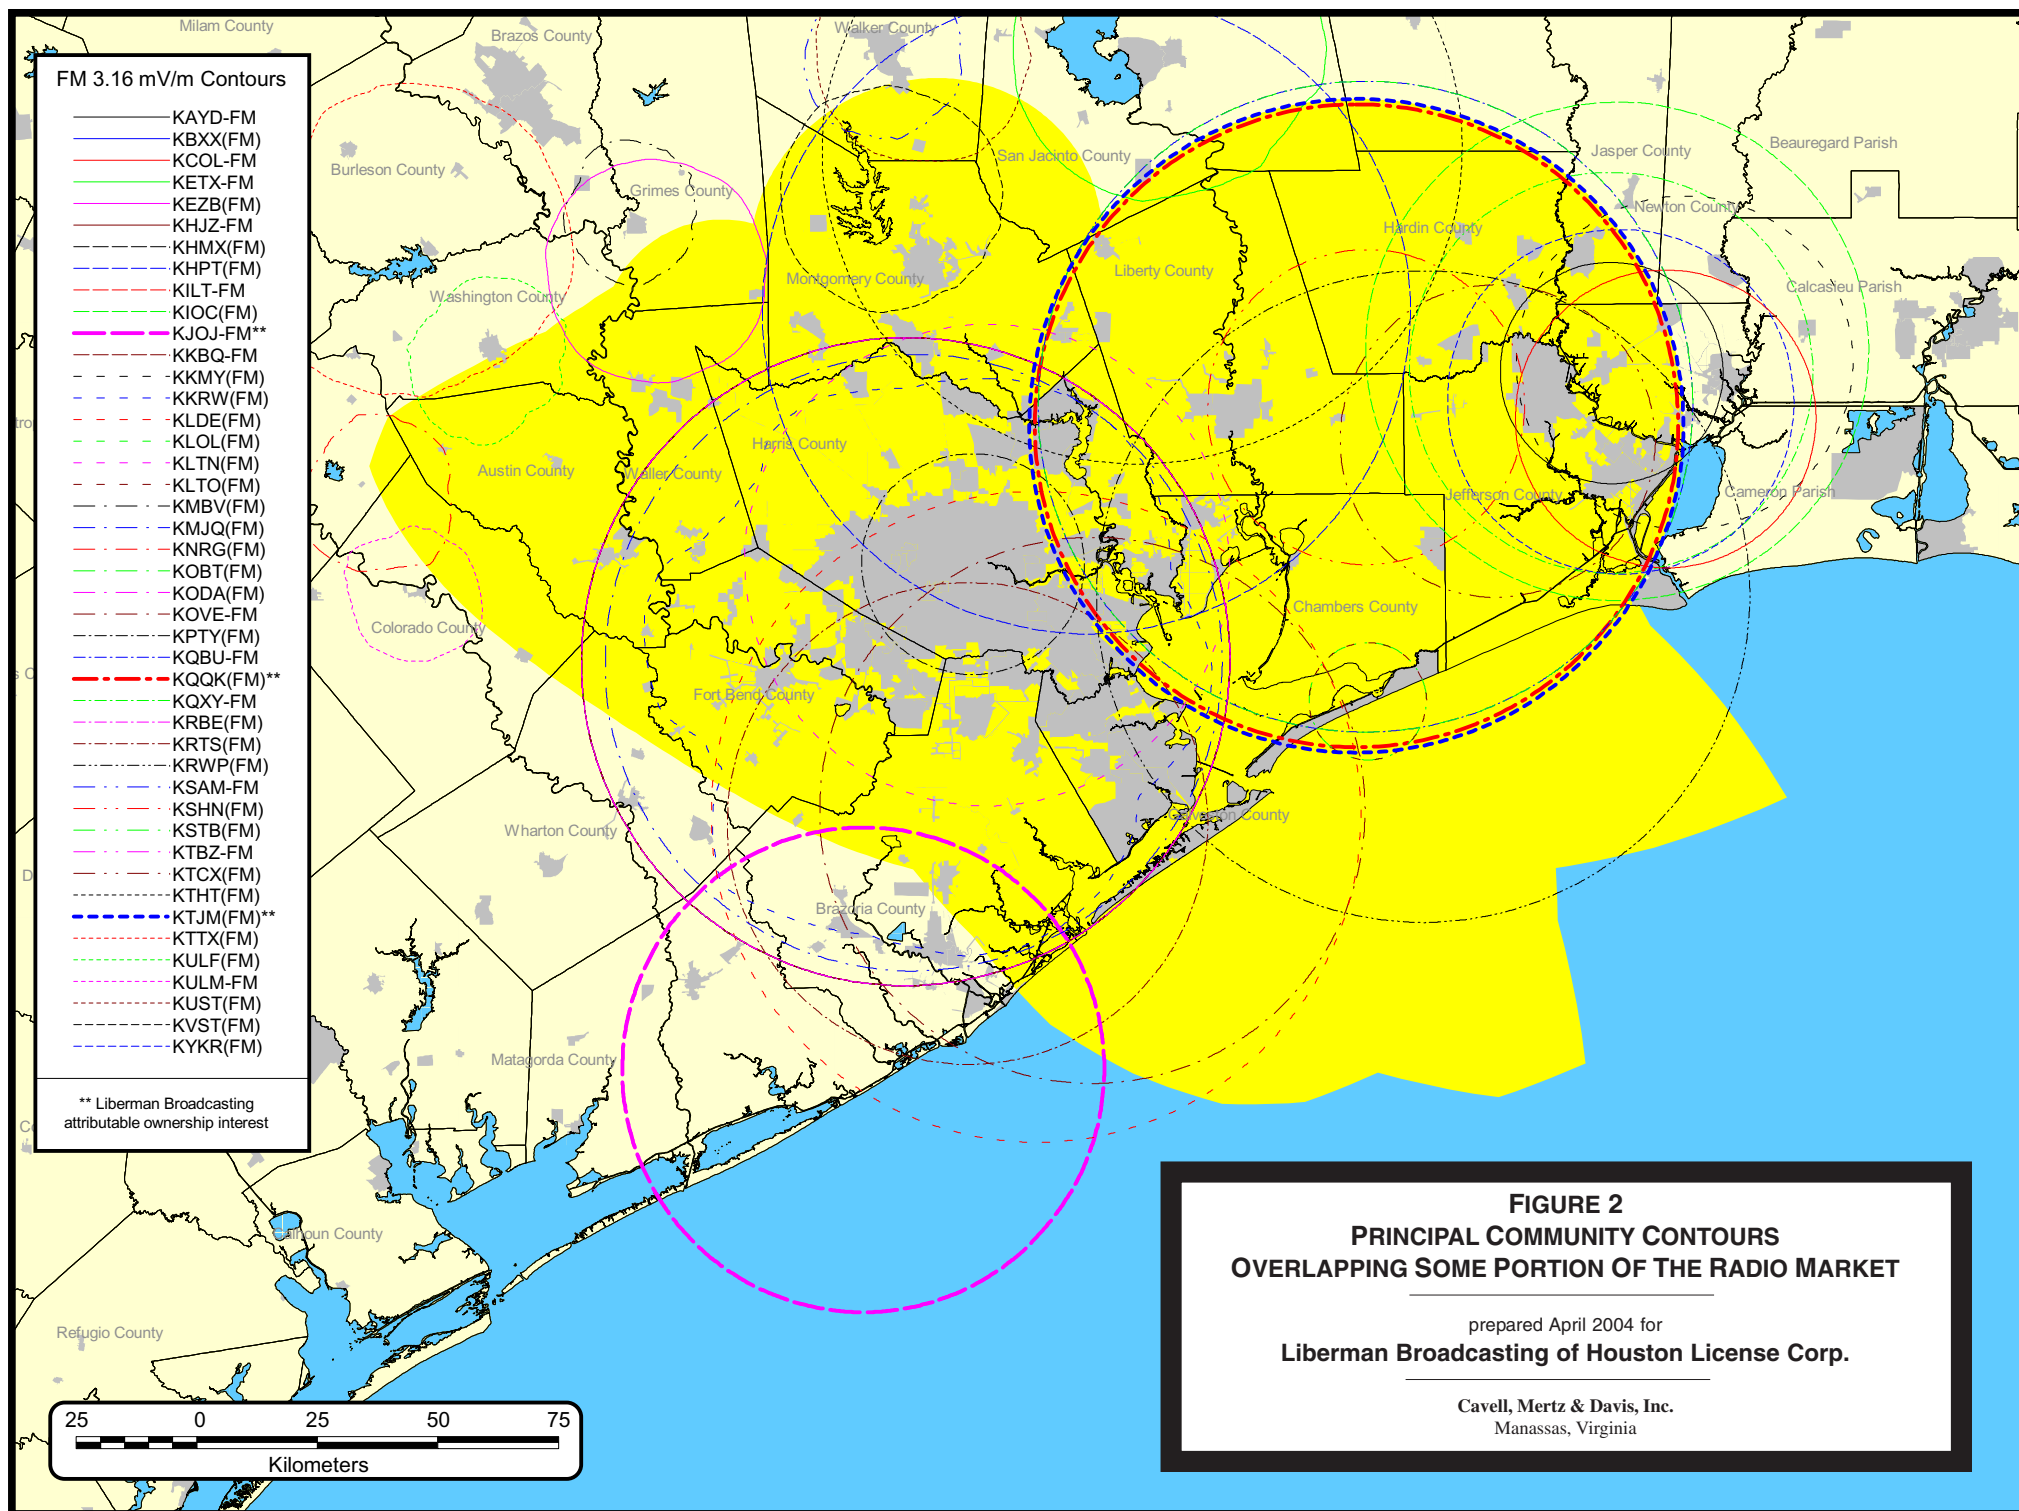 Milam County
Brazos County
Walker County
FM 3.16 mV/m Contours
KAYD-FM
KBXX(FM)
KCOL-FM
KETX-FM
KEZB(FM)
KHJZ-FM
KHMX(FM)
KHPT(FM)
KILT-FM
KIOC(FM)
KJOJ-FM**
KKBQ-FM
KKMY(FM)
KKRW(FM)
KLDE(FM)
KLOL(FM)
KLTN(FM)
KLTO(FM)
KMBV(FM)
KMJQ(FM)
KNRG(FM)
KOBT(FM)
KODA(FM)
KOVE-FM
KPTY(FM)
KQBU-FM
KQQK(FM)**
KQXY-FM
KRBE(FM)
KRTS(FM)
KRWP(FM)
KSAM-FM
KSHN(FM)
KSTB(FM)
KTBZ-FM
KTCX(FM)
KTHT(FM)
KTJM(FM)**
KTTX(FM)
KULF(FM)
KULM-FM
KUST(FM)
KVST(FM)
KYKR(FM)
** Liberman Broadcasting
attributable ownership interest
Burleson County
Grimes County
San Jacinto County
Jasper County
Beauregard Parish
Newton County
Hardin County
Washington County
Montgomery County
Liberty County
Calcasieu Parish
Harris County
Austin County
Waller County
Jefferson County
Cameron Parish
Colorado County
Chambers County
Fort Bend County
Wharton County
Galveston County
Brazoria County
Matagorda County
Calhoun County
Refugio County
25 0 25 50 75
Kilometers
FIGURE 2
PRINCIPAL COMMUNITY CONTOURS
OVERLAPPING SOME PORTION OF THE RADIO MARKET
prepared April 2004 for
Liberman Broadcasting of Houston License Corp.
Cavell, Mertz & Davis, Inc.
Manassas, Virginia